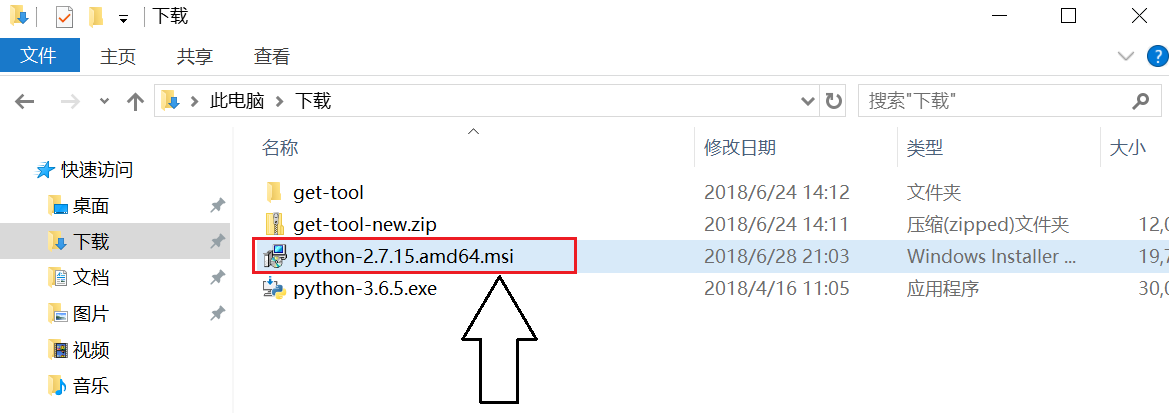 下载
文件 主页 共享 查看 ?
此电脑 下载 搜索"下载"
名称 修改日期 类型 大小
快速访问
桌面
下载
文档
图片
视频
音乐
get-tool 2018/6/24 14:12 文件夹
get-tool-new.zip 2018/6/24 14:11 压缩(zipped)文件夹 12,0
python-2.7.15.amd64.msi 2018/6/28 21:03 Windows Installer ... 19,7
python-3.6.5.exe 2018/4/16 11:05 应用程序 30,0